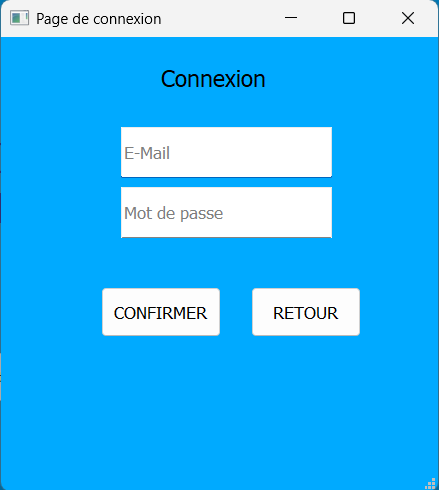 Page de connexion
Connexion
E-Mail
Mot de passe
CONFIRMER RETOUR